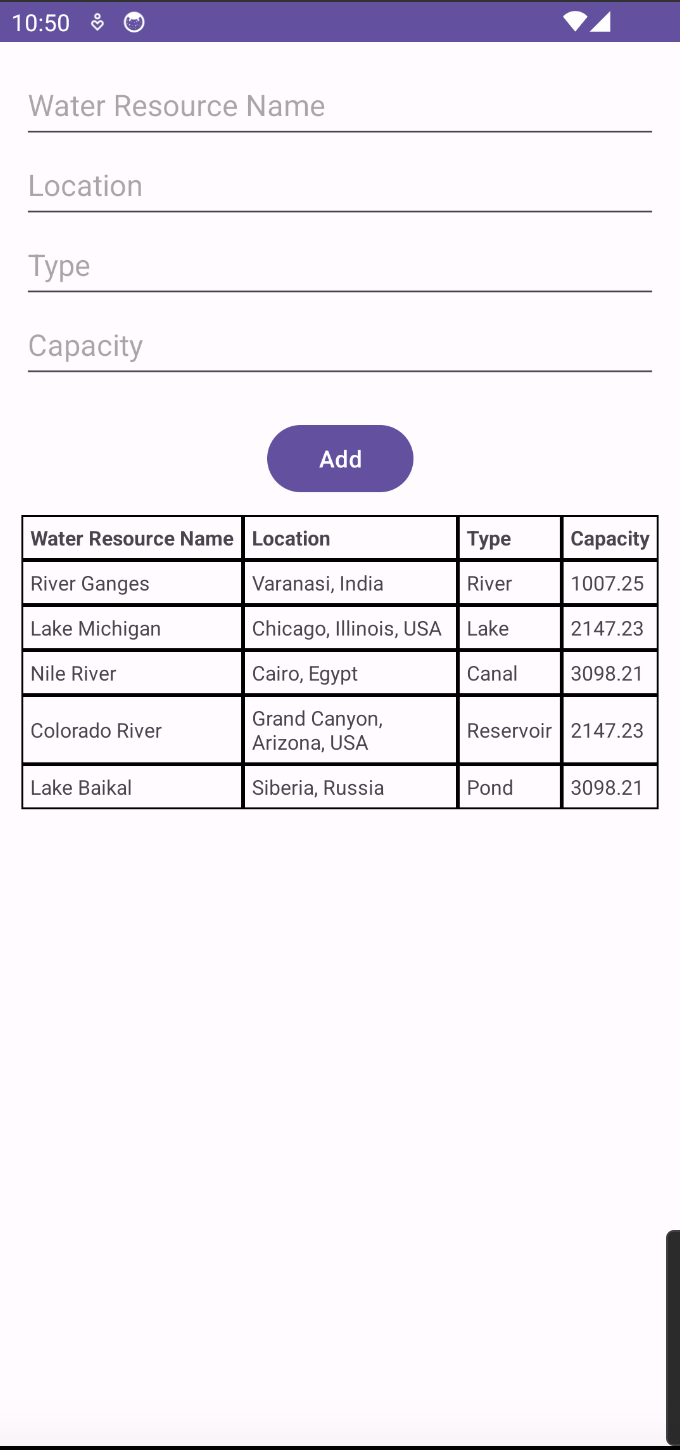 10:50
Water Resource Name
Location
Type
Capacity
Add
Water Resource Name Location Type Capacity
River Ganges Varanasi, India River 1007.25
Lake Michigan Chicago, Illinois, USA Lake 2147.23
Nile River Cairo, Egypt Canal 3098.21
Colorado River Grand Canyon, Arizona, USA Reservoir 2147.23
Lake Baikal Siberia, Russia Pond 3098.21